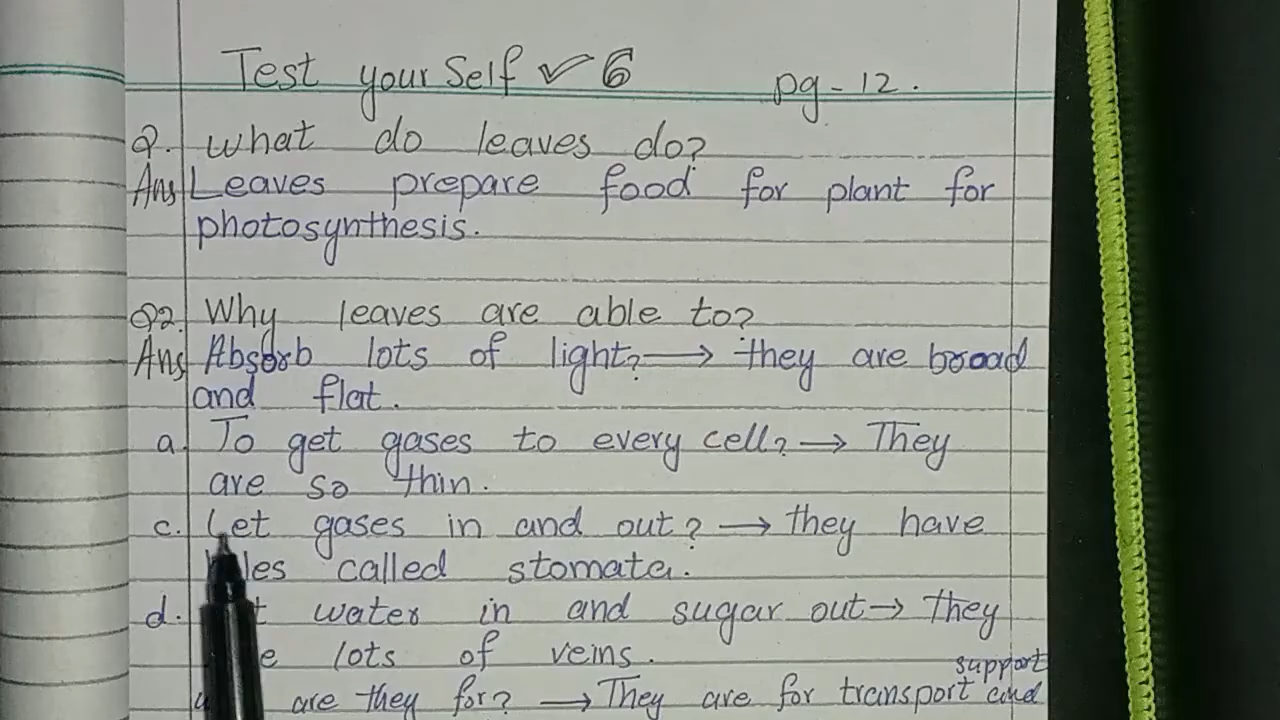 Test your Self ✓ 6 pg - 12.
Q. What do leaves do?
Ans Leaves prepare food for plant for
photosynthesis.
Q2. Why leaves are able to?
Ans Absorb lots of light? → they are broad
and flat.
a. To get gases to every cell? → They
are so thin.
c. Let gases in and out? → they have
called stomata.
d. water in and sugar out → They
lots of veins.
support
are they for? → They are for transport and